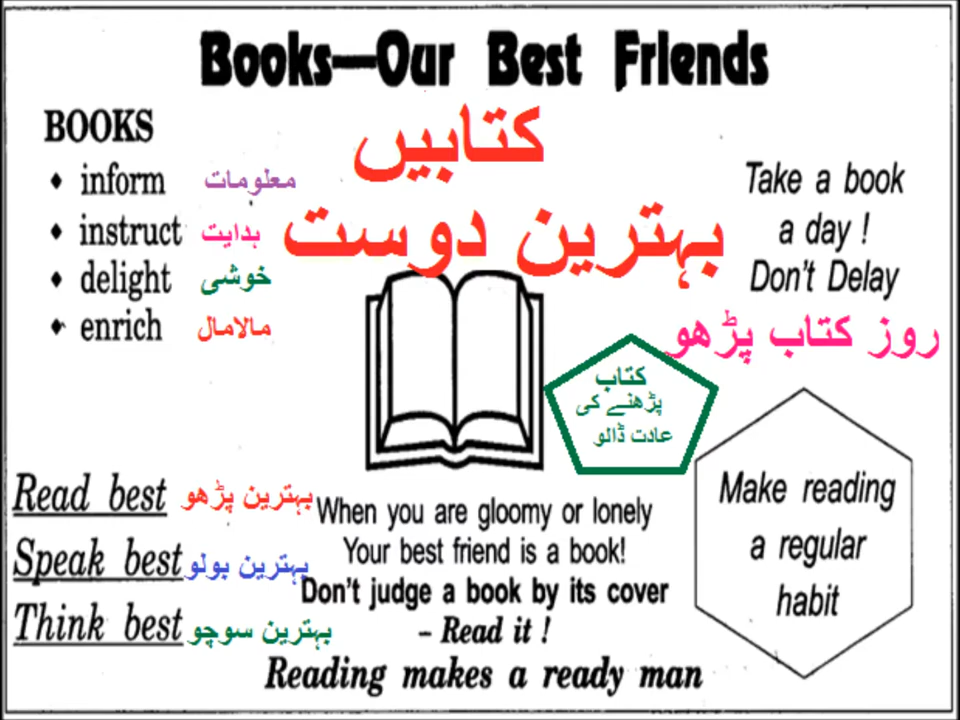 Books—Our Best Friends
کتابیں
بہترین دوست
BOOKS
• inform معلومات
• instruct ہدایت
• delight خوشی
• enrich مالامال
Take a book
a day !
Don't Delay
روز کتاب پڑھو
کتاب
پڑھنے کی
عادت ڈالو
Make reading
a regular
habit
Read best بہترین پڑھو
Speak best بہترین بولو
Think best بہترین سوچو
When you are gloomy or lonely
Your best friend is a book!
Don't judge a book by its cover
– Read it !
Reading makes a ready man